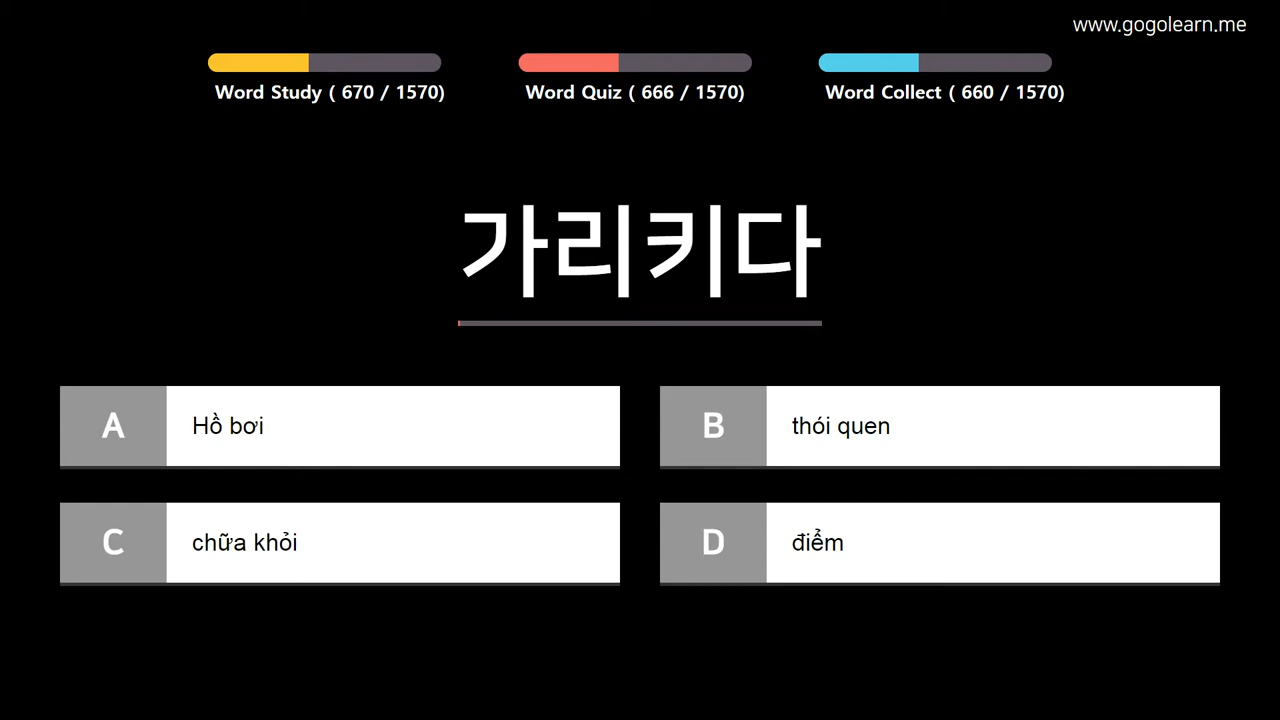 www.gogolearn.me
Word Study ( 670 / 1570)
Word Quiz ( 666 / 1570)
Word Collect ( 660 / 1570)
가리키다
A Hồ bơi
B thói quen
C chữa khỏi
D điểm